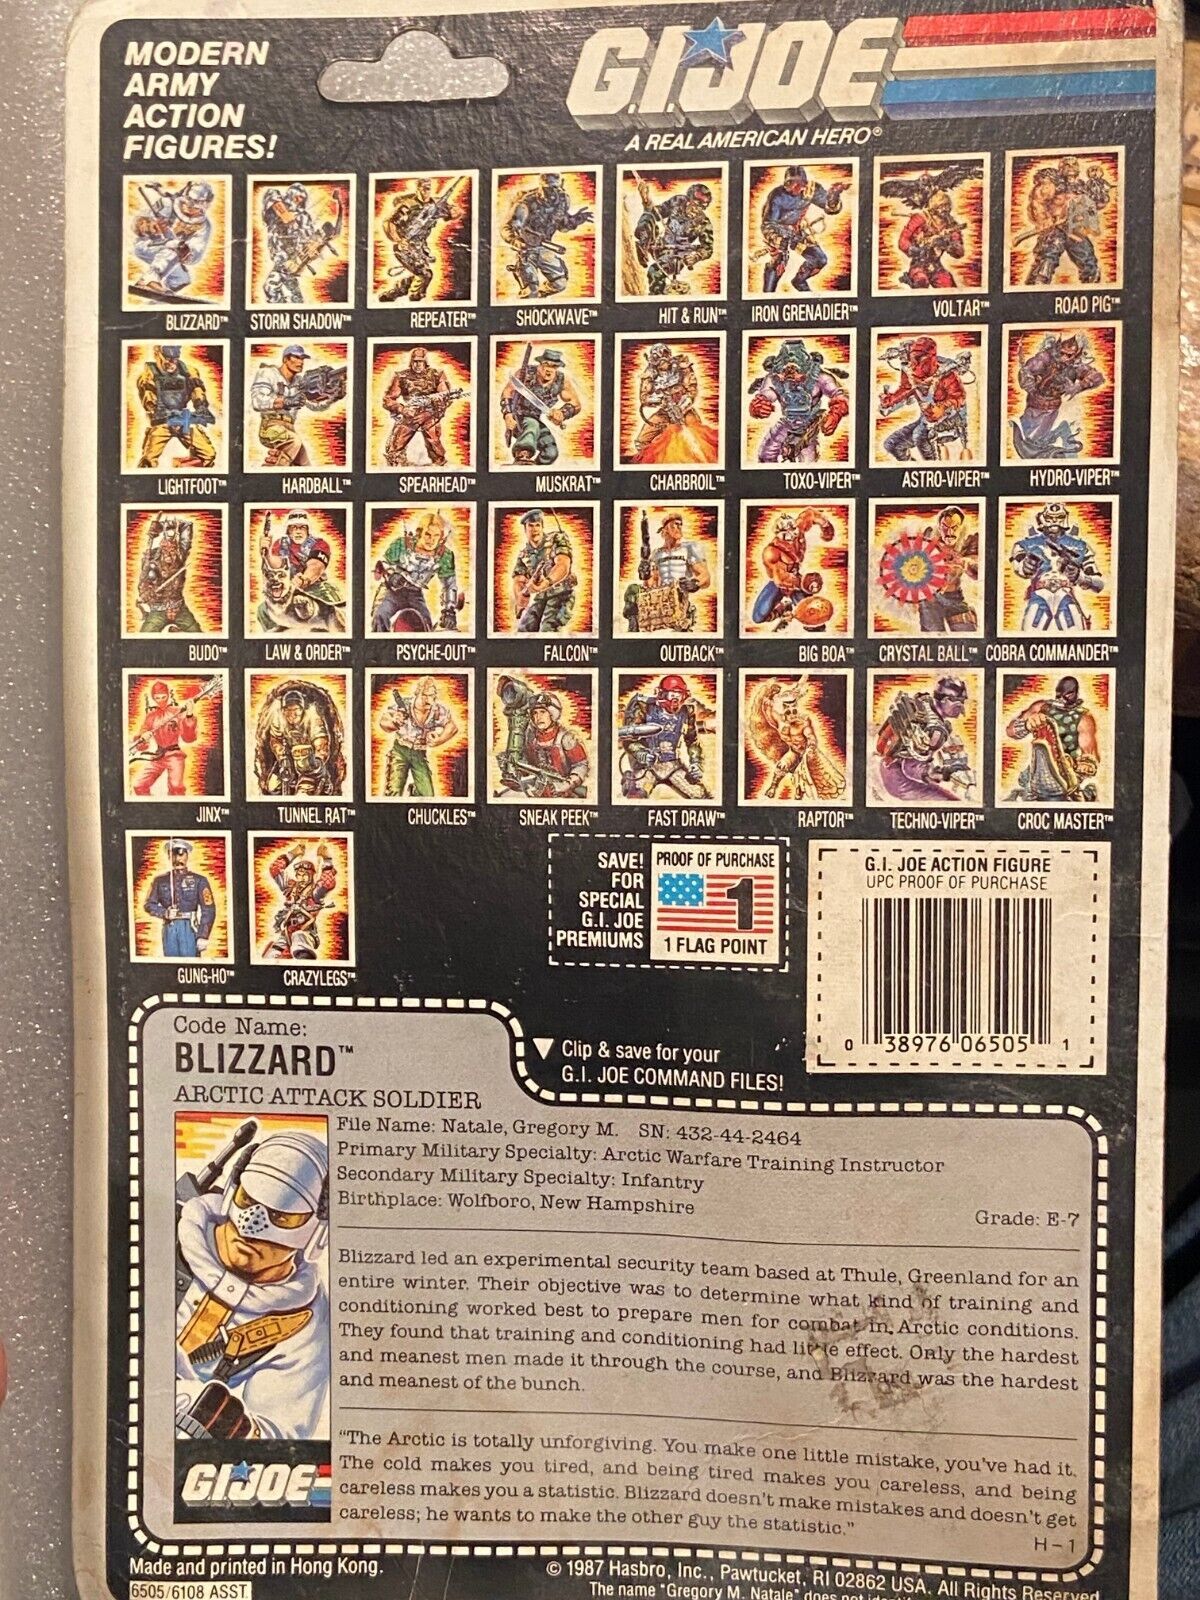 MODERN
ARMY
ACTION
FIGURES!
G.I. JOE
A REAL AMERICAN HERO®
BLIZZARD™ STORM SHADOW™ REPEATER™ SHOCKWAVE™ HIT & RUN™ IRON GRENADIER™ VOLTAR™ ROAD PIG™
LIGHTFOOT™ HARDBALL™ SPEARHEAD™ MUSKRAT™ CHARBROIL™ TOXO-VIPER™ ASTRO-VIPER™ HYDRO-VIPER™
BUDO™ LAW & ORDER™ PSYCHE-OUT™ FALCON™ OUTBACK™ BIG BOA™ CRYSTAL BALL™ COBRA COMMANDER™
JINX™ TUNNEL RAT™ CHUCKLES™ SNEAK PEEK™ FAST DRAW™ RAPTOR™ TECHNO-VIPER™ CROC MASTER™
GUNG-HO™ CRAZYLEGS™
SAVE!
FOR
SPECIAL
G.I. JOE
PREMIUMS
PROOF OF PURCHASE
1
1 FLAG POINT
G.I. JOE ACTION FIGURE
UPC PROOF OF PURCHASE
0 38976 06505 1
Clip & save for your
G.I. JOE COMMAND FILES!
Code Name:
BLIZZARD™
ARCTIC ATTACK SOLDIER
File Name: Natale, Gregory M. SN: 432-44-2464
Primary Military Specialty: Arctic Warfare Training Instructor
Secondary Military Specialty: Infantry
Birthplace: Wolfboro, New Hampshire
Grade: E-7
Blizzard led an experimental security team based at Thule, Greenland for an
entire winter. Their objective was to determine what kind of training and
conditioning worked best to prepare men for combat in Arctic conditions.
They found that training and conditioning had little effect. Only the hardest
and meanest men made it through the course, and Blizzard was the hardest
and meanest of the bunch.
"The Arctic is totally unforgiving. You make one little mistake, you've had it.
The cold makes you tired, and being tired makes you careless, and being
careless makes you a statistic. Blizzard doesn't make mistakes and doesn't get
careless; he wants to make the other guy the statistic."
H-1
G.I. JOE
Made and printed in Hong Kong.
6505/6108 ASST.
© 1987 Hasbro, Inc., Pawtucket, RI 02862 USA. All Rights Reserved
The name "Gregory M. Natale" does not